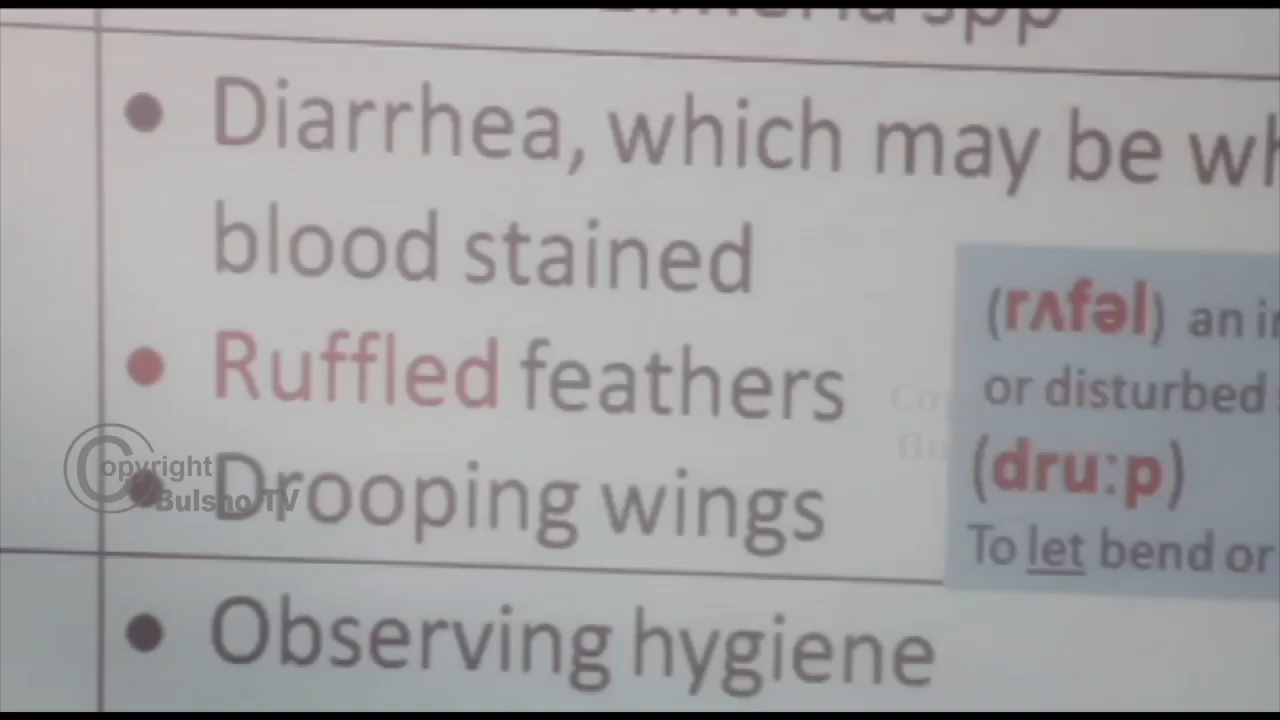 spp
Diarrhea, which may be
blood stained
Ruffled feathers
Drooping wings
Observing hygiene
(rʌfəl) an
or disturbed
(dru:p)
To let bend or
Copyright
Bulsho TV